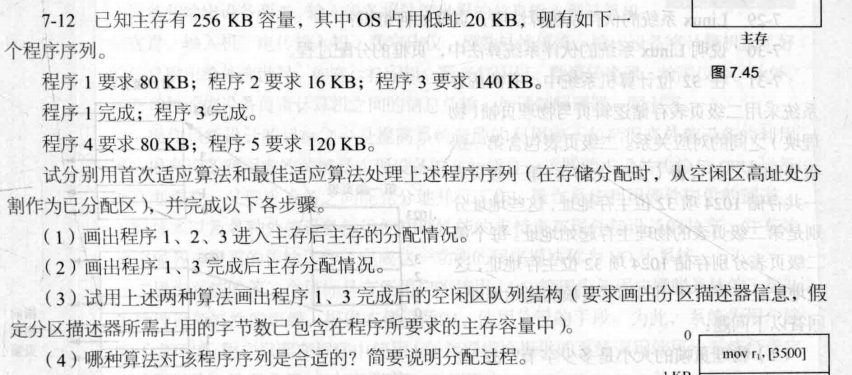 7-12 已知主存有 256 KB 容量，其中 OS 占用低址 20 KB，现有如下一
个程序序列。
程序 1 要求 80 KB；程序 2 要求 16 KB；程序 3 要求 140 KB。
程序 1 完成；程序 3 完成。
程序 4 要求 80 KB；程序 5 要求 120 KB。
试分别用首次适应算法和最佳适应算法处理上述程序序列（在存储分配时，从空闲区高址处分
割作为已分配区），并完成以下各步骤。
（1）画出程序 1、2、3 进入主存后主存的分配情况。
（2）画出程序 1、3 完成后主存分配情况。
（3）试用上述两种算法画出程序 1、3 完成后的空闲区队列结构（要求画出分区描述器信息，假
定分区描述器所需占用的字节数已包含在程序所要求的主存容量中）。
（4）哪种算法对该程序序列是合适的？简要说明分配过程。
主存
图 7.45
0
mov r₁, [3500]
1 KB